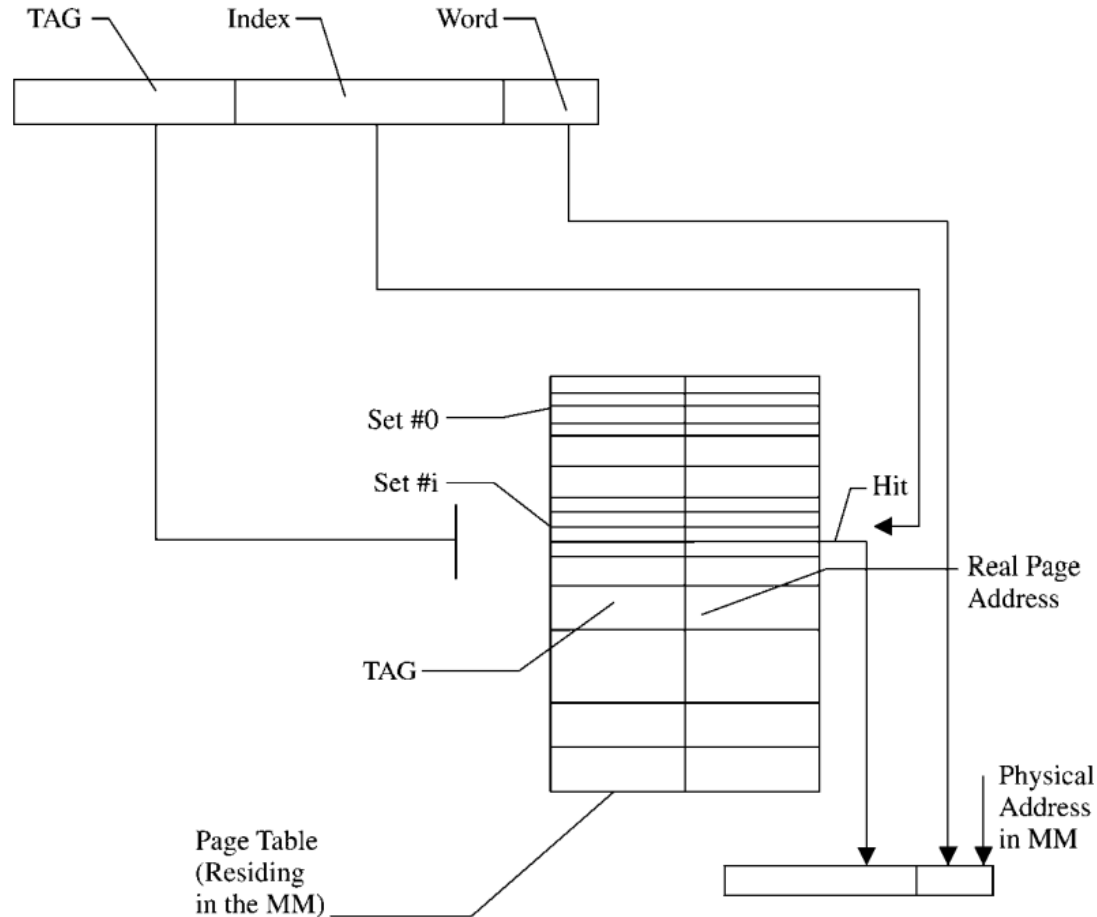 TAG
Index
Word
Set #0
Set #i
Hit
Real Page
Address
TAG
Physical
Address
in MM
Page Table
(Residing
in the MM)